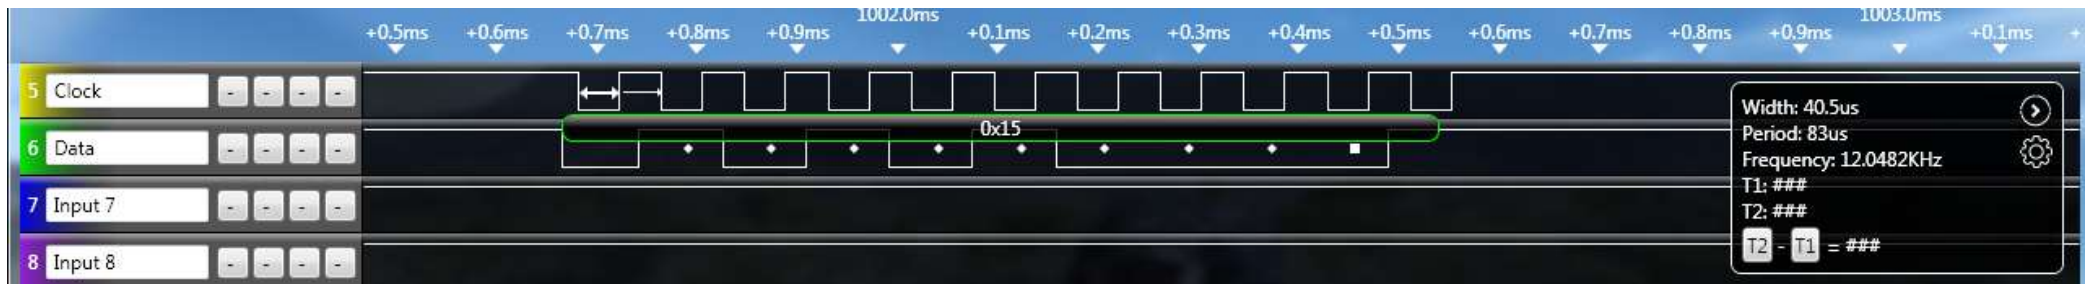 1002.0ms 1003.0ms
+0.5ms +0.6ms +0.7ms +0.8ms +0.9ms +0.1ms +0.2ms +0.3ms +0.4ms +0.5ms +0.6ms +0.7ms +0.8ms +0.9ms +0.1ms +
5 Clock - - - -
0x15
6 Data - - - -
7 Input 7 - - - -
8 Input 8 - - - -
Width: 40.5us
Period: 83us
Frequency: 12.0482KHz
T1: ###
T2: ###
T2 - T1 = ###